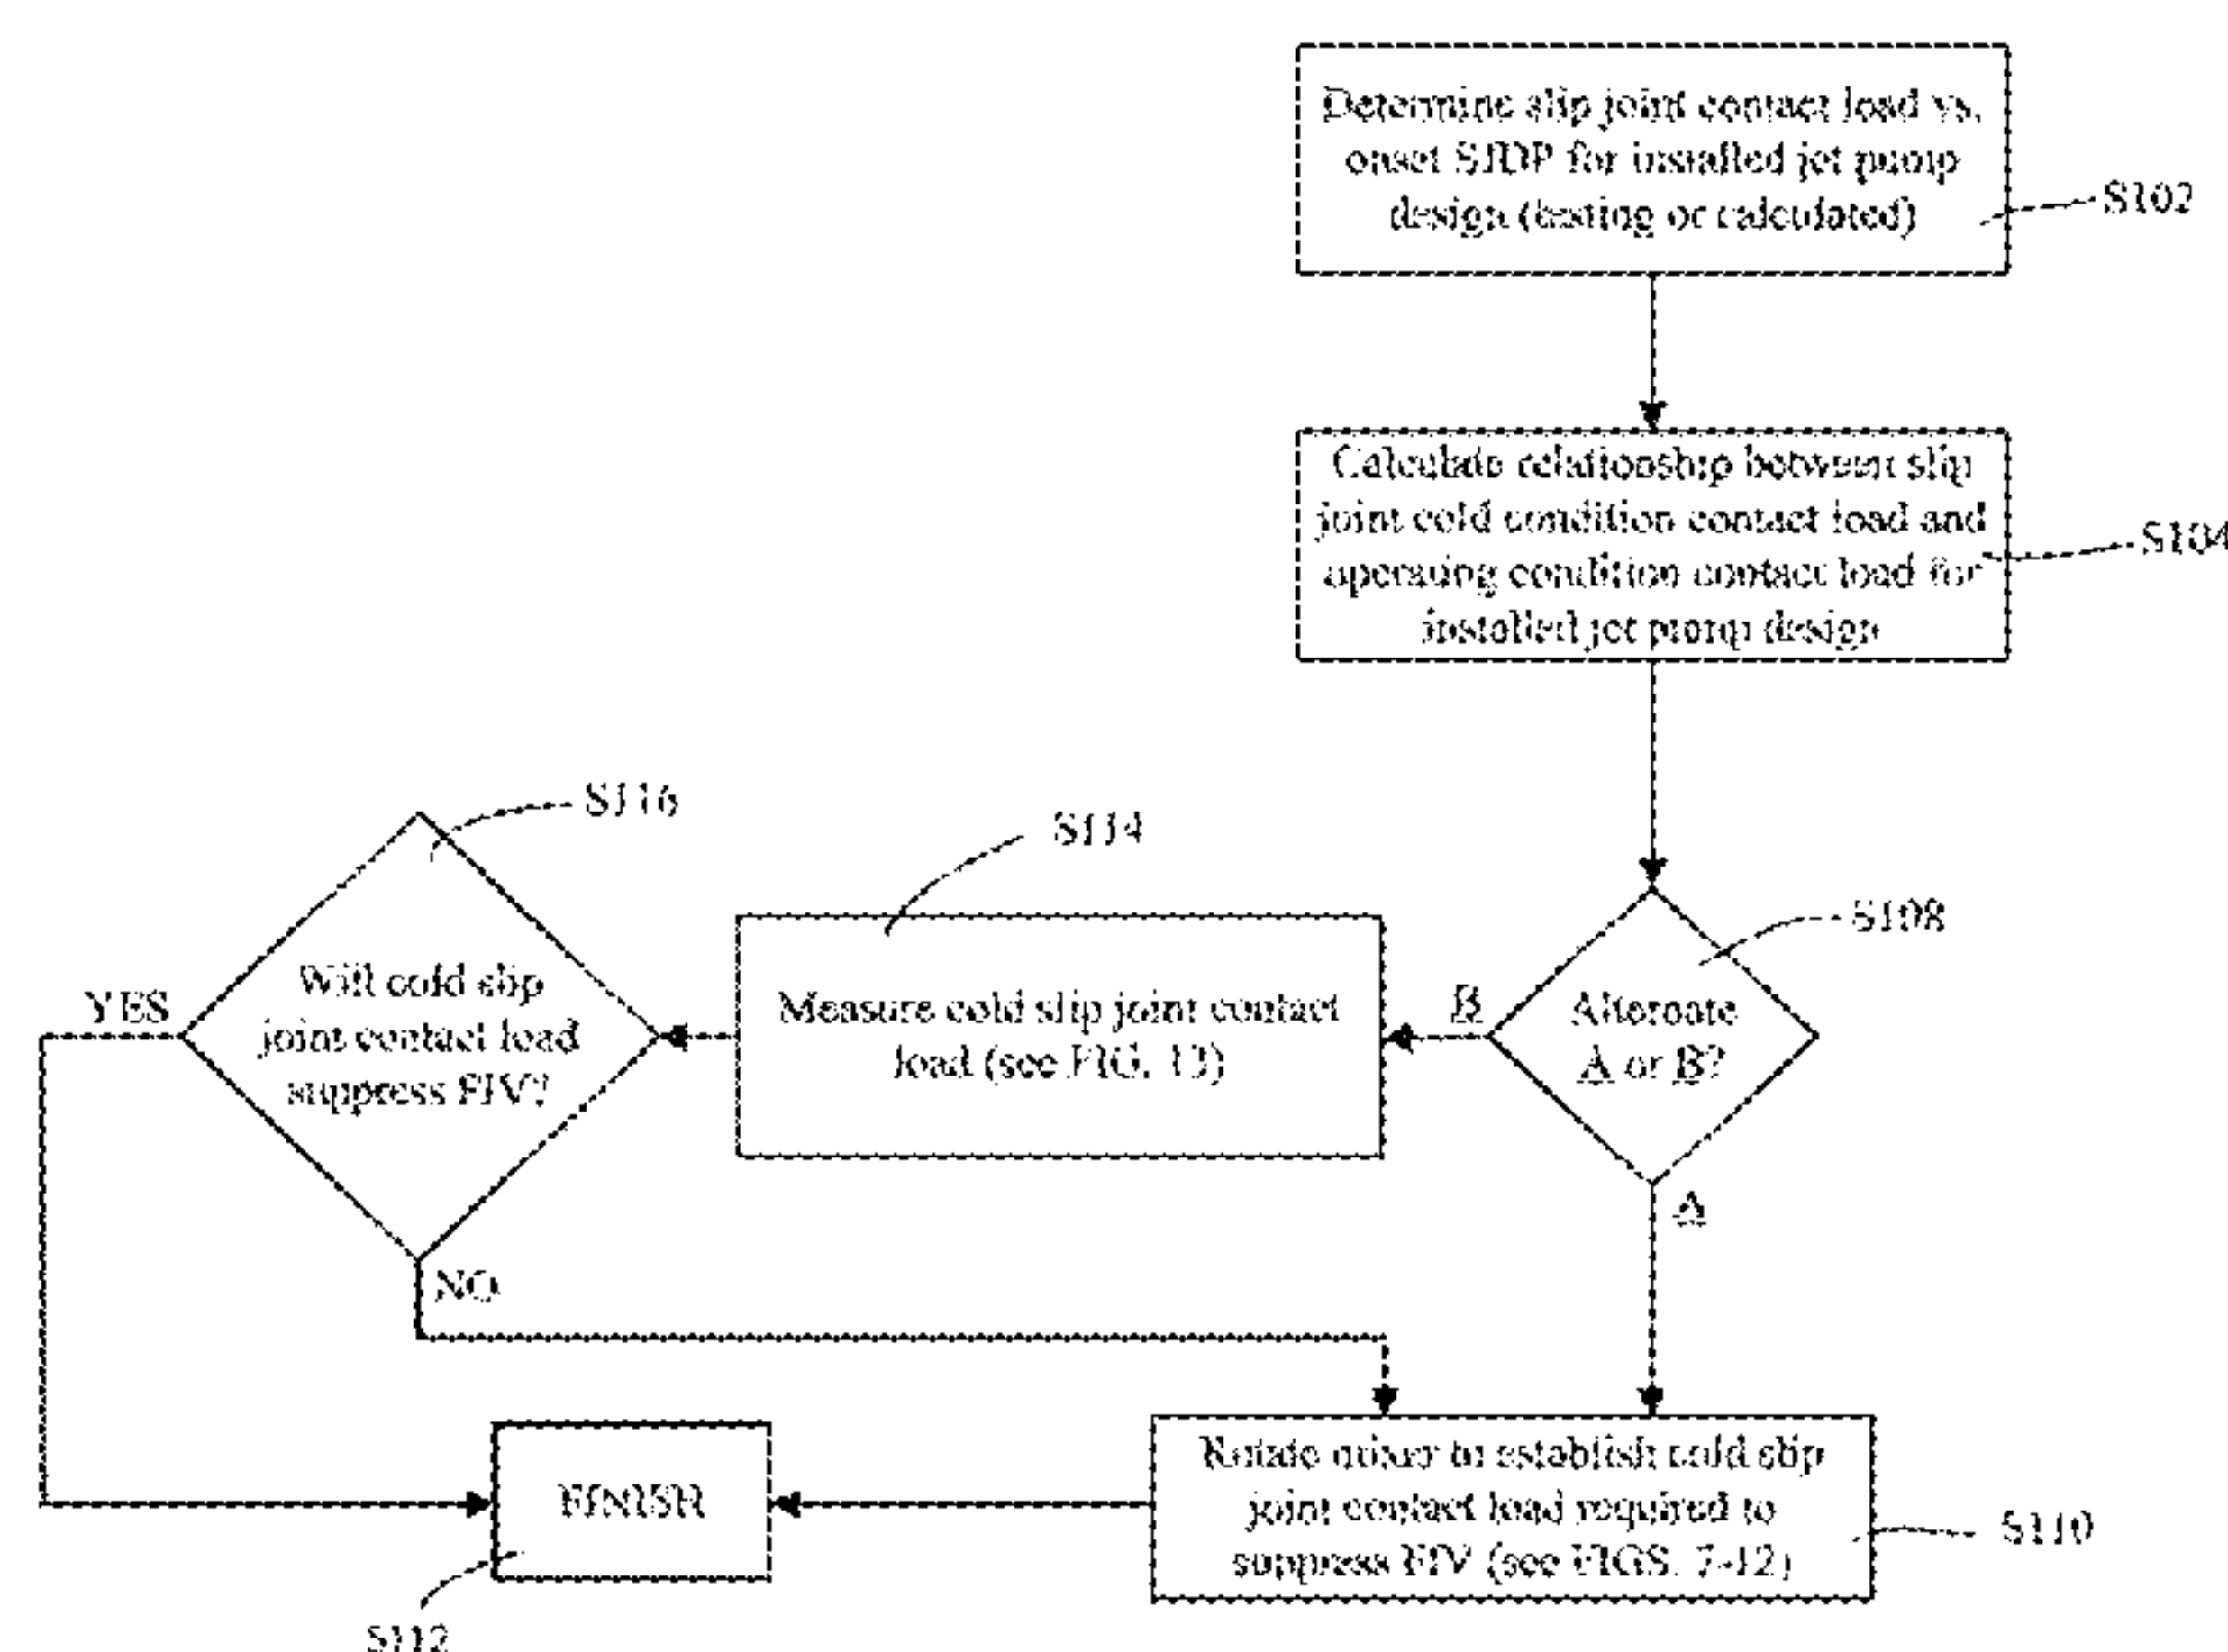 Determine slip joint contact load vs.
onset SJDP for installed jet pump
design (testing or calculated)
S102
Calculate relationship between slip
joint cold condition contact load and
operating condition contact load for
installed jet pump design
S104
S116
S114
S108
YES
Will cold slip
joint contact load
suppress FIV?
Measure cold slip joint contact
load (see FIG. 13)
B
Alternate
A or B?
A
NO
FINISH
Rotate mixer to establish cold slip
joint contact load required to
suppress FIV (see FIGS. 7-12)
S110
S112